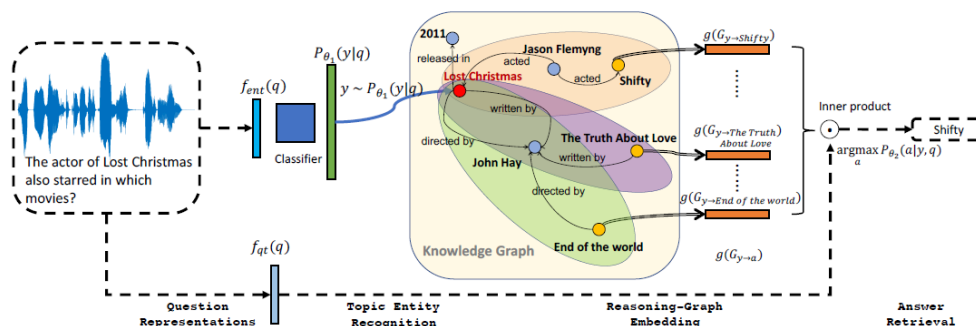 The actor of Lost Christmas
also starred in which
movies?
f_ent(q)
Classifier
P_θ₁(y|q)
y ~ P_θ₁(y|q)
2011
released in
Jason Flemyng
acted
acted
Lost Christmas
Shifty
written by
directed by
The Truth About Love
John Hay
written by
directed by
End of the world
Knowledge Graph
g(G_y→Shifty)
......
g(G_y→The Truth
About Love)
......
g(G_y→End of the world)
g(G_y→a)
Inner product
⊙
argmax P_θ₂(a|y, q)
a
Shifty
f_qt(q)
Question
Representations
Topic Entity
Recognition
Reasoning-Graph
Embedding
Answer
Retrieval